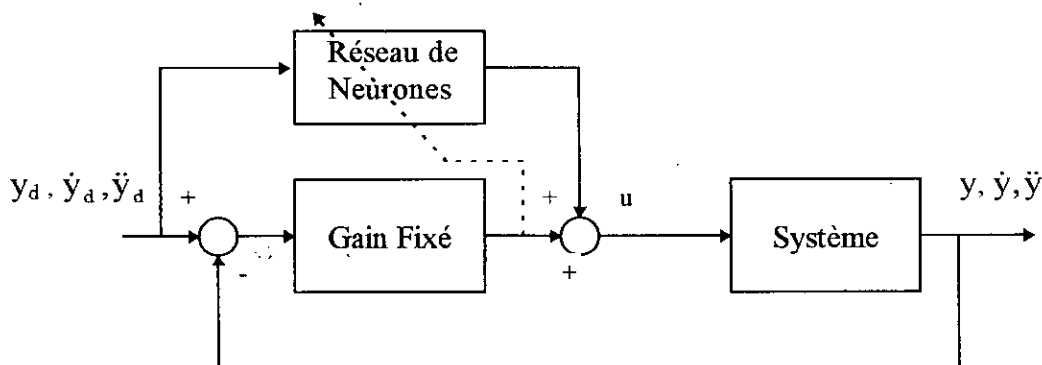 Réseau de
Neurones
y_d , ẏ_d , ÿ_d
+
+
u
y, ẏ, ÿ
Gain Fixé
Système
-
+